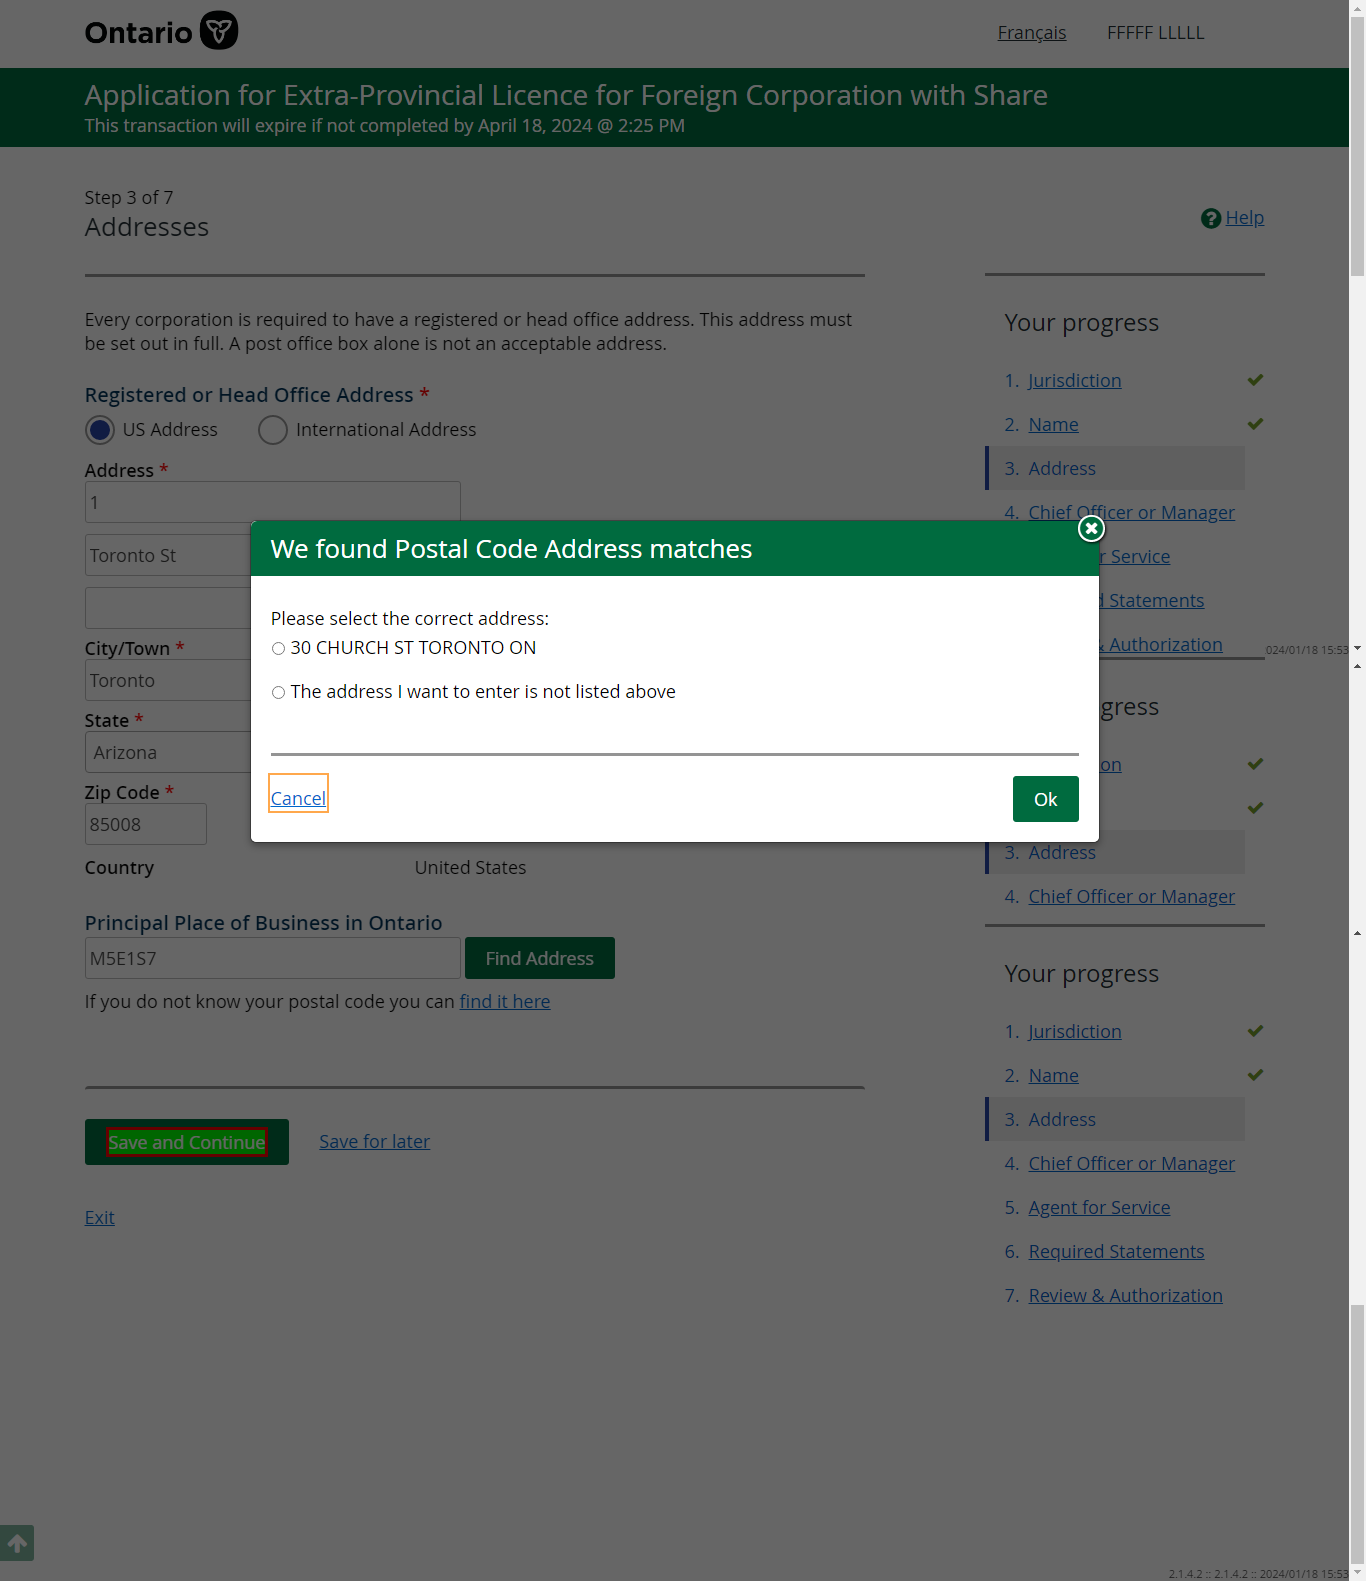 Ontario
Français FFFFF LLLLL
Application for Extra-Provincial Licence for Foreign Corporation with Share
This transaction will expire if not completed by April 18, 2024 @ 2:25 PM
Step 3 of 7
Addresses
Help
Every corporation is required to have a registered or head office address. This address must
be set out in full. A post office box alone is not an acceptable address.
Registered or Head Office Address *
US Address International Address
Address *
1
Toronto St
City/Town *
Toronto
State *
Arizona
Zip Code *
85008
Country United States
Principal Place of Business in Ontario
M5E1S7 Find Address
If you do not know your postal code you can find it here
Save and Continue Save for later
Exit
We found Postal Code Address matches
Please select the correct address:
30 CHURCH ST TORONTO ON
The address I want to enter is not listed above
Cancel Ok
Your progress
1. Jurisdiction
2. Name
3. Address
4. Chief Officer or Manager
r Service
Statements
& Authorization
024/01/18 15:53
gress
on
3. Address
4. Chief Officer or Manager
Your progress
1. Jurisdiction
2. Name
3. Address
4. Chief Officer or Manager
5. Agent for Service
6. Required Statements
7. Review & Authorization
2.1.4.2 :: 2.1.4.2 :: 2024/01/18 15:53